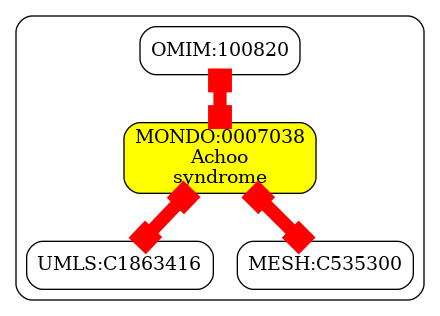 OMIM:100820
MONDO:0007038
Achoo
syndrome
UMLS:C1863416
MESH:C535300